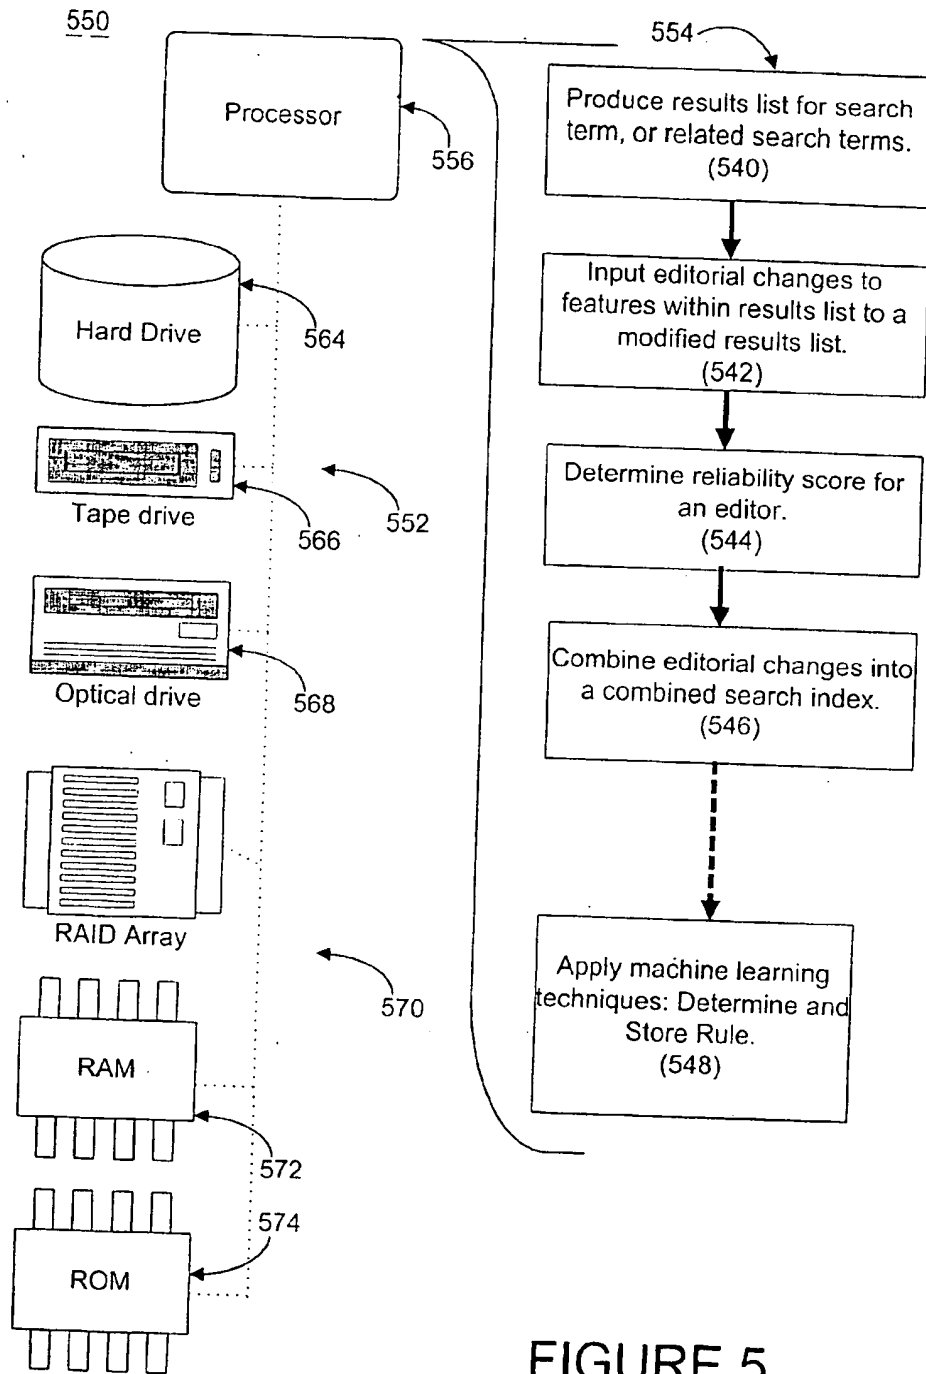 550
Processor
556
Hard Drive
564
Tape drive
566
552
Optical drive
568
RAID Array
570
RAM
572
574
ROM
554
Produce results list for search
term, or related search terms.
(540)
Input editorial changes to
features within results list to a
modified results list.
(542)
Determine reliability score for
an editor.
(544)
Combine editorial changes into
a combined search index.
(546)
Apply machine learning
techniques: Determine and
Store Rule.
(548)
FIGURE 5